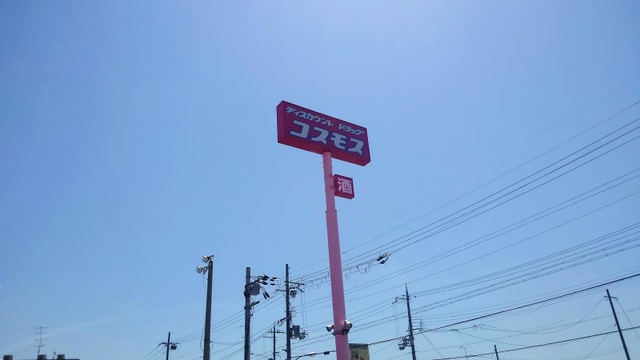 ディスカウント ドラッグ
コスモス
酒